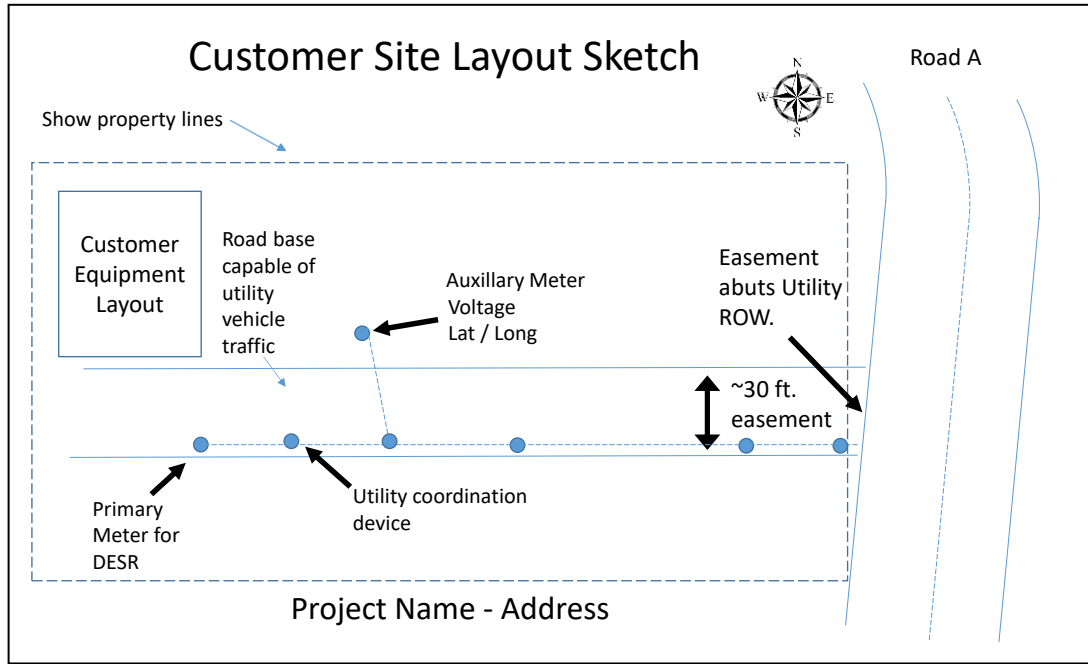 Customer Site Layout Sketch
Road A
N
W
E
S
Show property lines
Customer
Equipment
Layout
Road base
capable of
utility
vehicle
traffic
Auxillary Meter
Voltage
Lat / Long
Easement
abuts Utility
ROW.
~30 ft.
easement
Primary
Meter for
DESR
Utility coordination
device
Project Name - Address